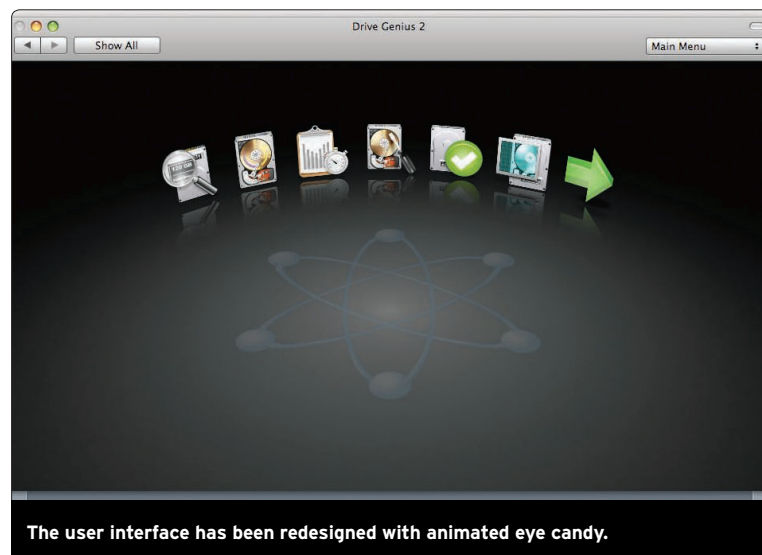 Drive Genius 2
Show All
Main Menu
The user interface has been redesigned with animated eye candy.